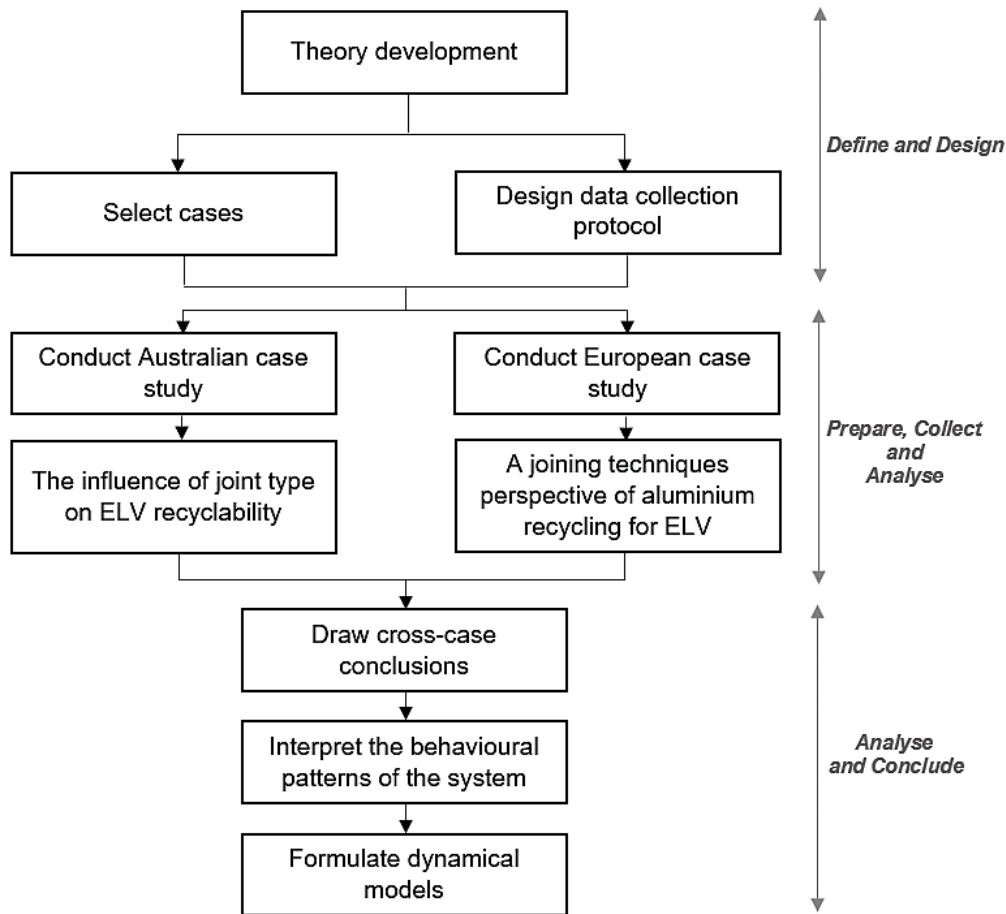 Theory development
Define and Design
Select cases
Design data collection
protocol
Conduct Australian case
study
Conduct European case
study
The influence of joint type
on ELV recyclability
A joining techniques
perspective of aluminium
recycling for ELV
Prepare, Collect
and
Analyse
Draw cross-case
conclusions
Interpret the behavioural
patterns of the system
Analyse
and Conclude
Formulate dynamical
models